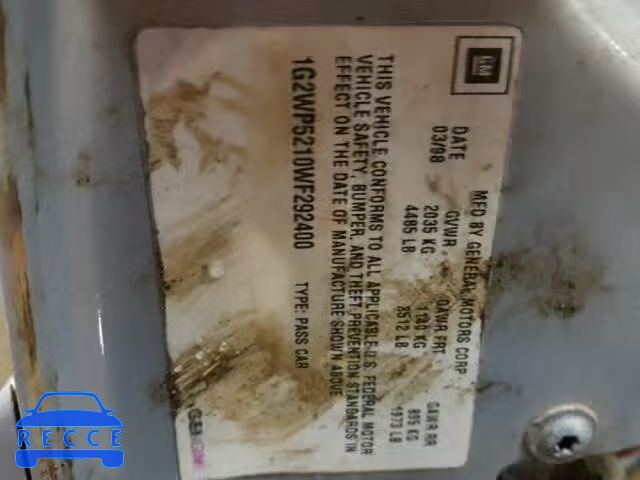 GM
MFD BY GENERAL MOTORS CORP
DATE GVWR GAWR FRT GAWR RR
03/98 2035 KG 1140 KG 895 KG
4485 LB 2512 LB 1973 LB
THIS VEHICLE CONFORMS TO ALL APPLICABLE U.S. FEDERAL MOTOR
VEHICLE SAFETY, BUMPER, AND THEFT PREVENTION STANDARDS IN
EFFECT ON THE DATE OF MANUFACTURE SHOWN ABOVE
1G2WP5210WF292400 TYPE: PASS CAR
RECCE